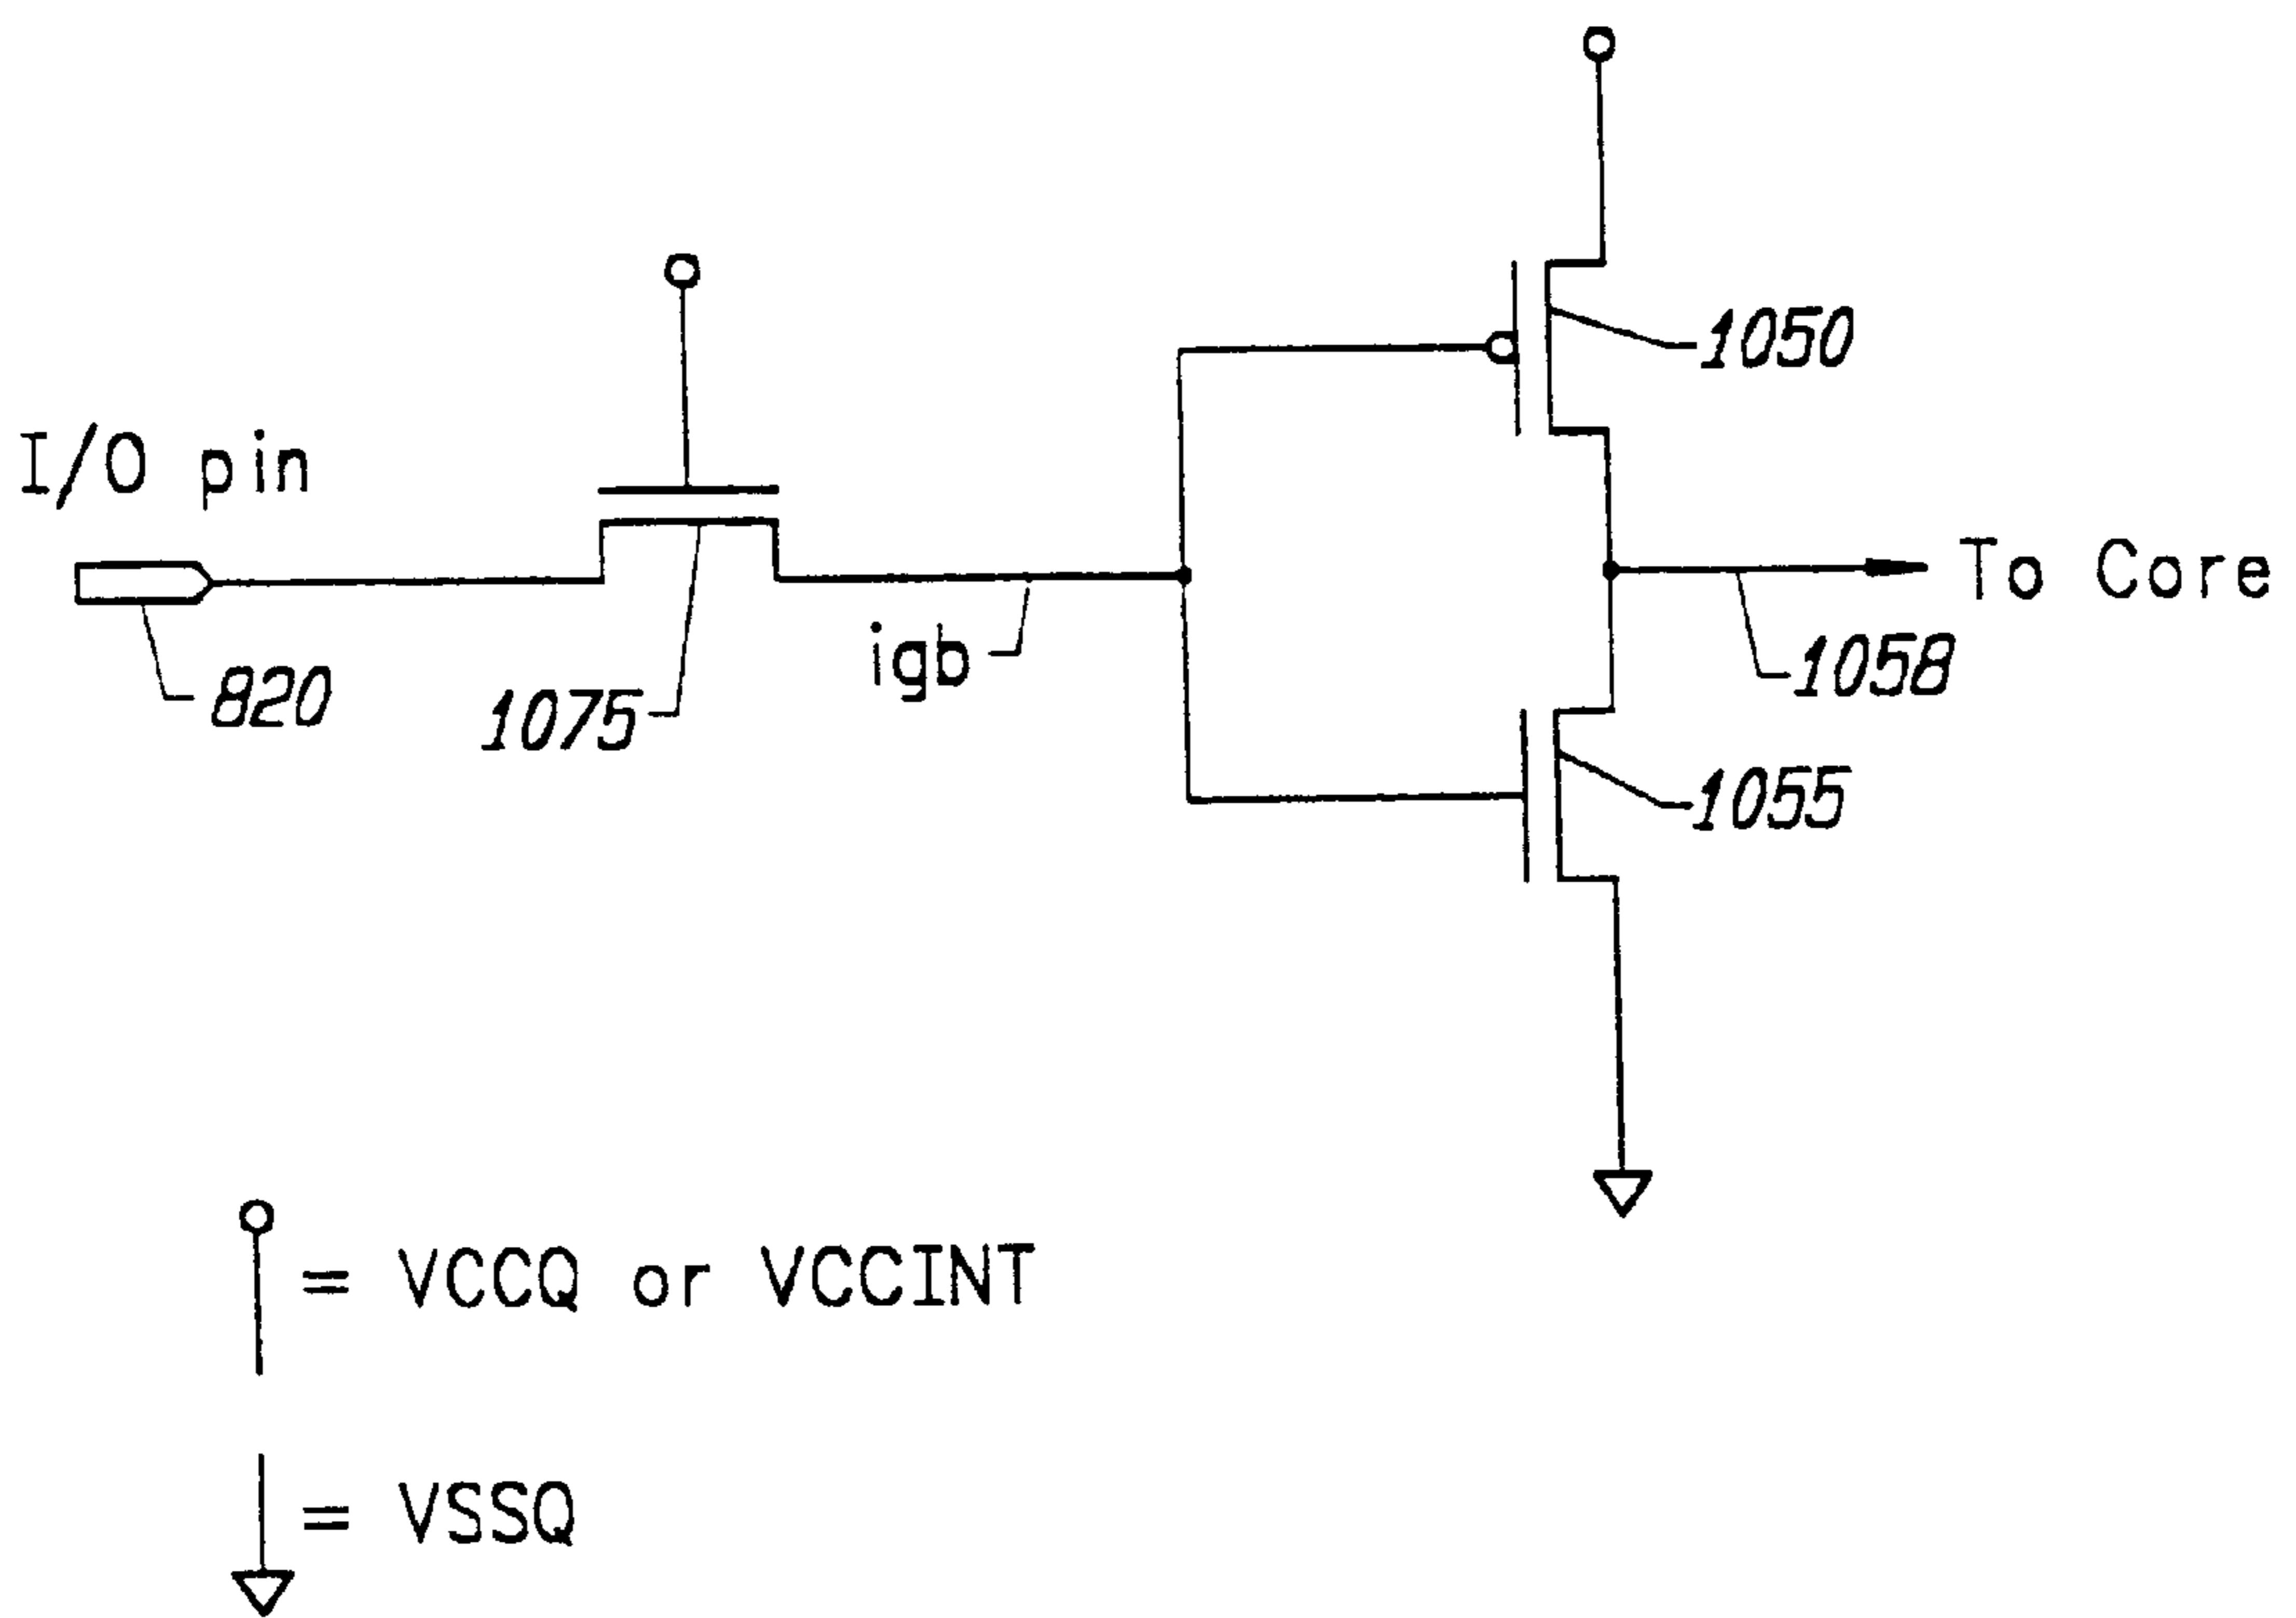 1050
I/O pin
To Core
igb
820
1075
1058
1055
= VCCQ or VCCINT
= VSSQ